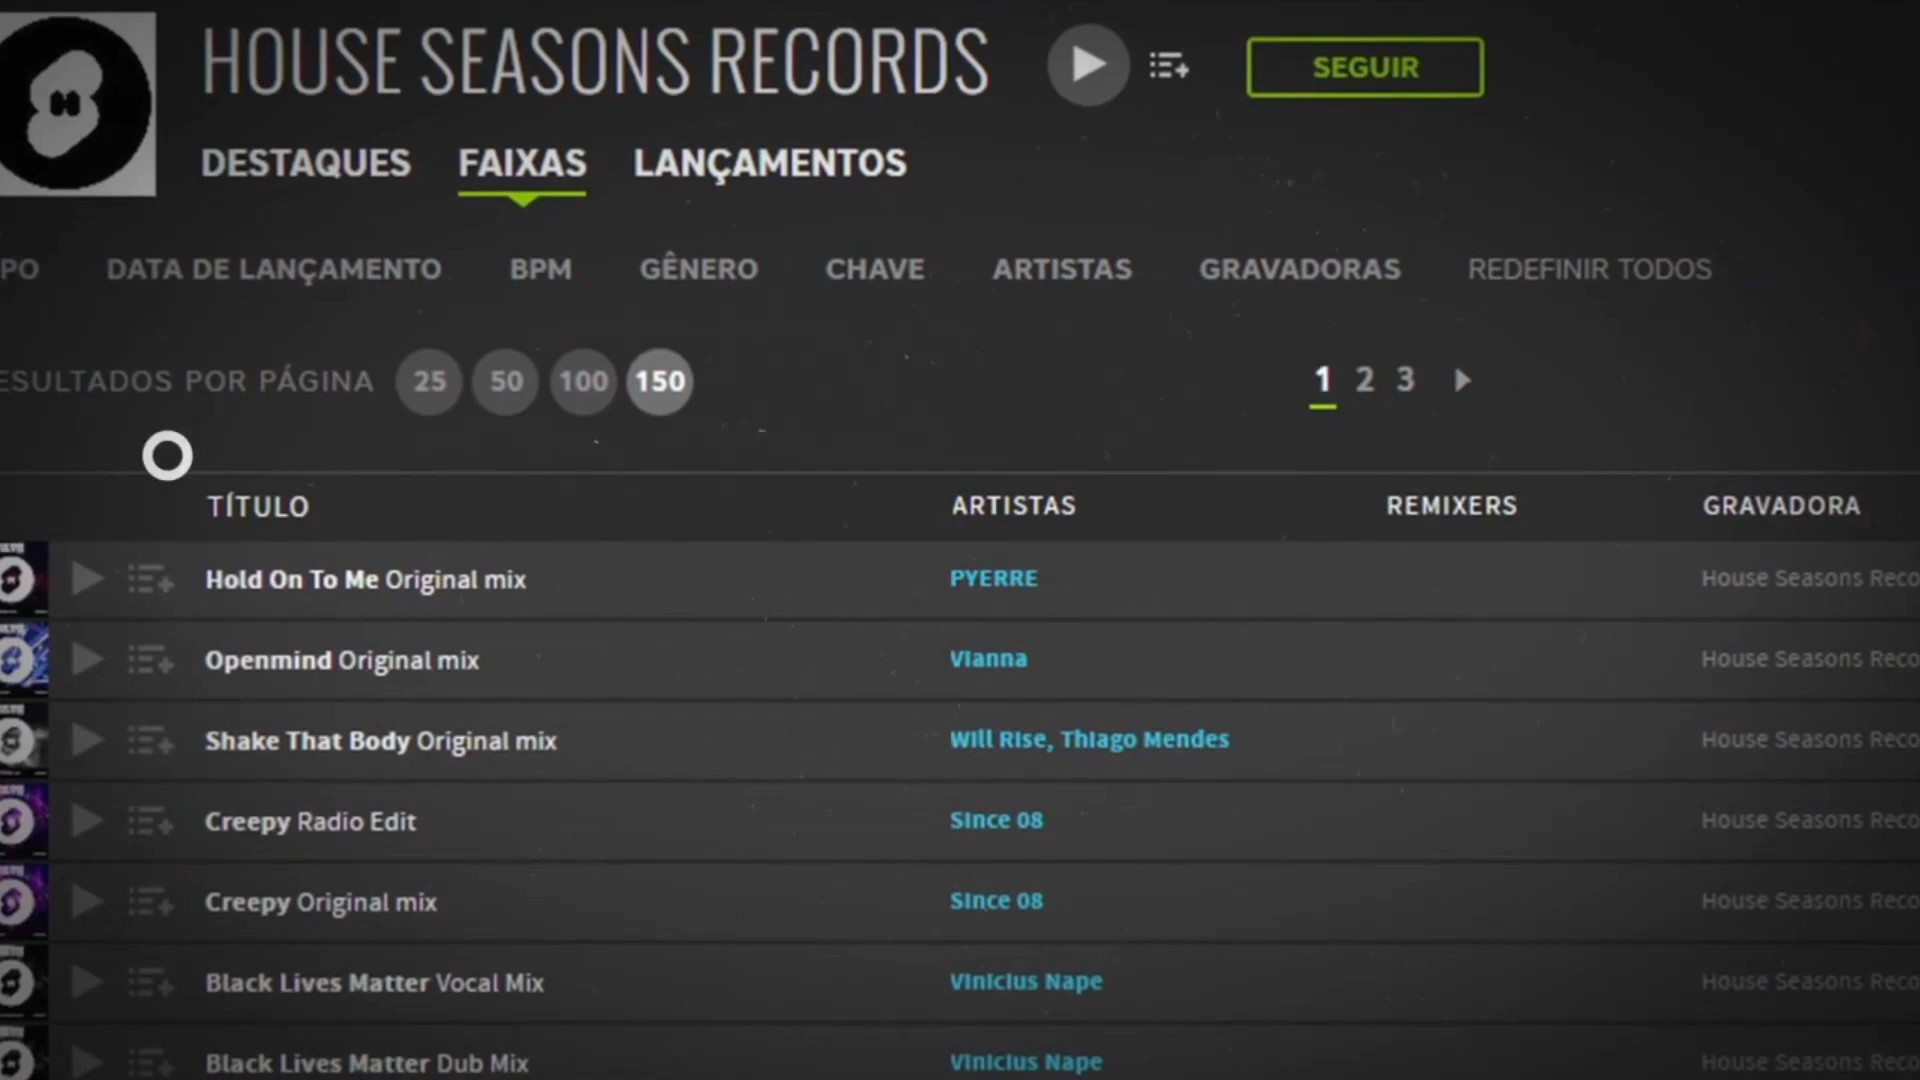 HOUSE SEASONS RECORDS
SEGUIR
DESTAQUES FAIXAS LANÇAMENTOS
PO DATA DE LANÇAMENTO BPM GÊNERO CHAVE ARTISTAS GRAVADORAS REDEFINIR TODOS
ESULTADOS POR PÁGINA 25 50 100 150 1 2 3
TÍTULO ARTISTAS REMIXERS GRAVADORA
Hold On To Me Original mix PYERRE House Seasons Reco
Openmind Original mix Vianna House Seasons Reco
Shake That Body Original mix Will Rise, Thiago Mendes House Seasons Reco
Creepy Radio Edit Since 08 House Seasons Reco
Creepy Original mix Since 08 House Seasons Reco
Black Lives Matter Vocal Mix Vinicius Nape House Seasons Reco
Black Lives Matter Dub Mix Vinicius Nape House Seasons Reco